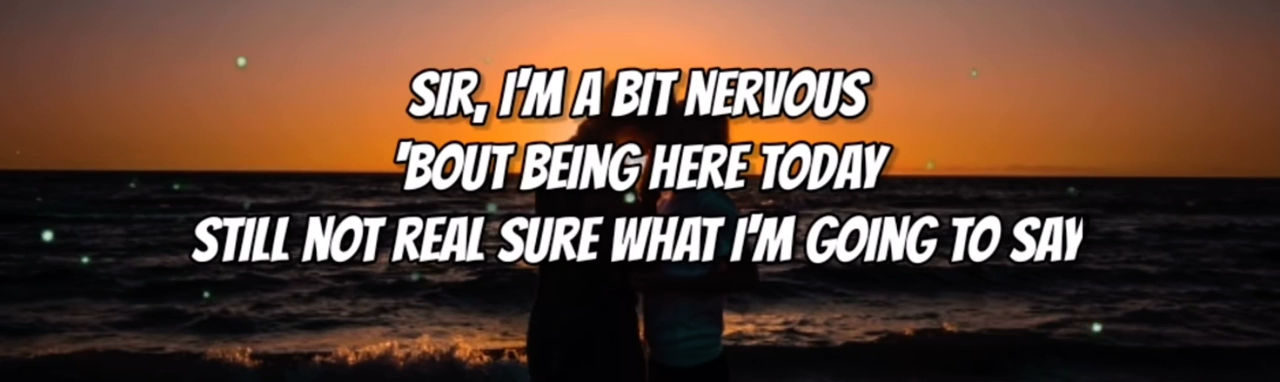 SIR, I'M A BIT NERVOUS
'BOUT BEING HERE TODAY
STILL NOT REAL SURE WHAT I'M GOING TO SAY